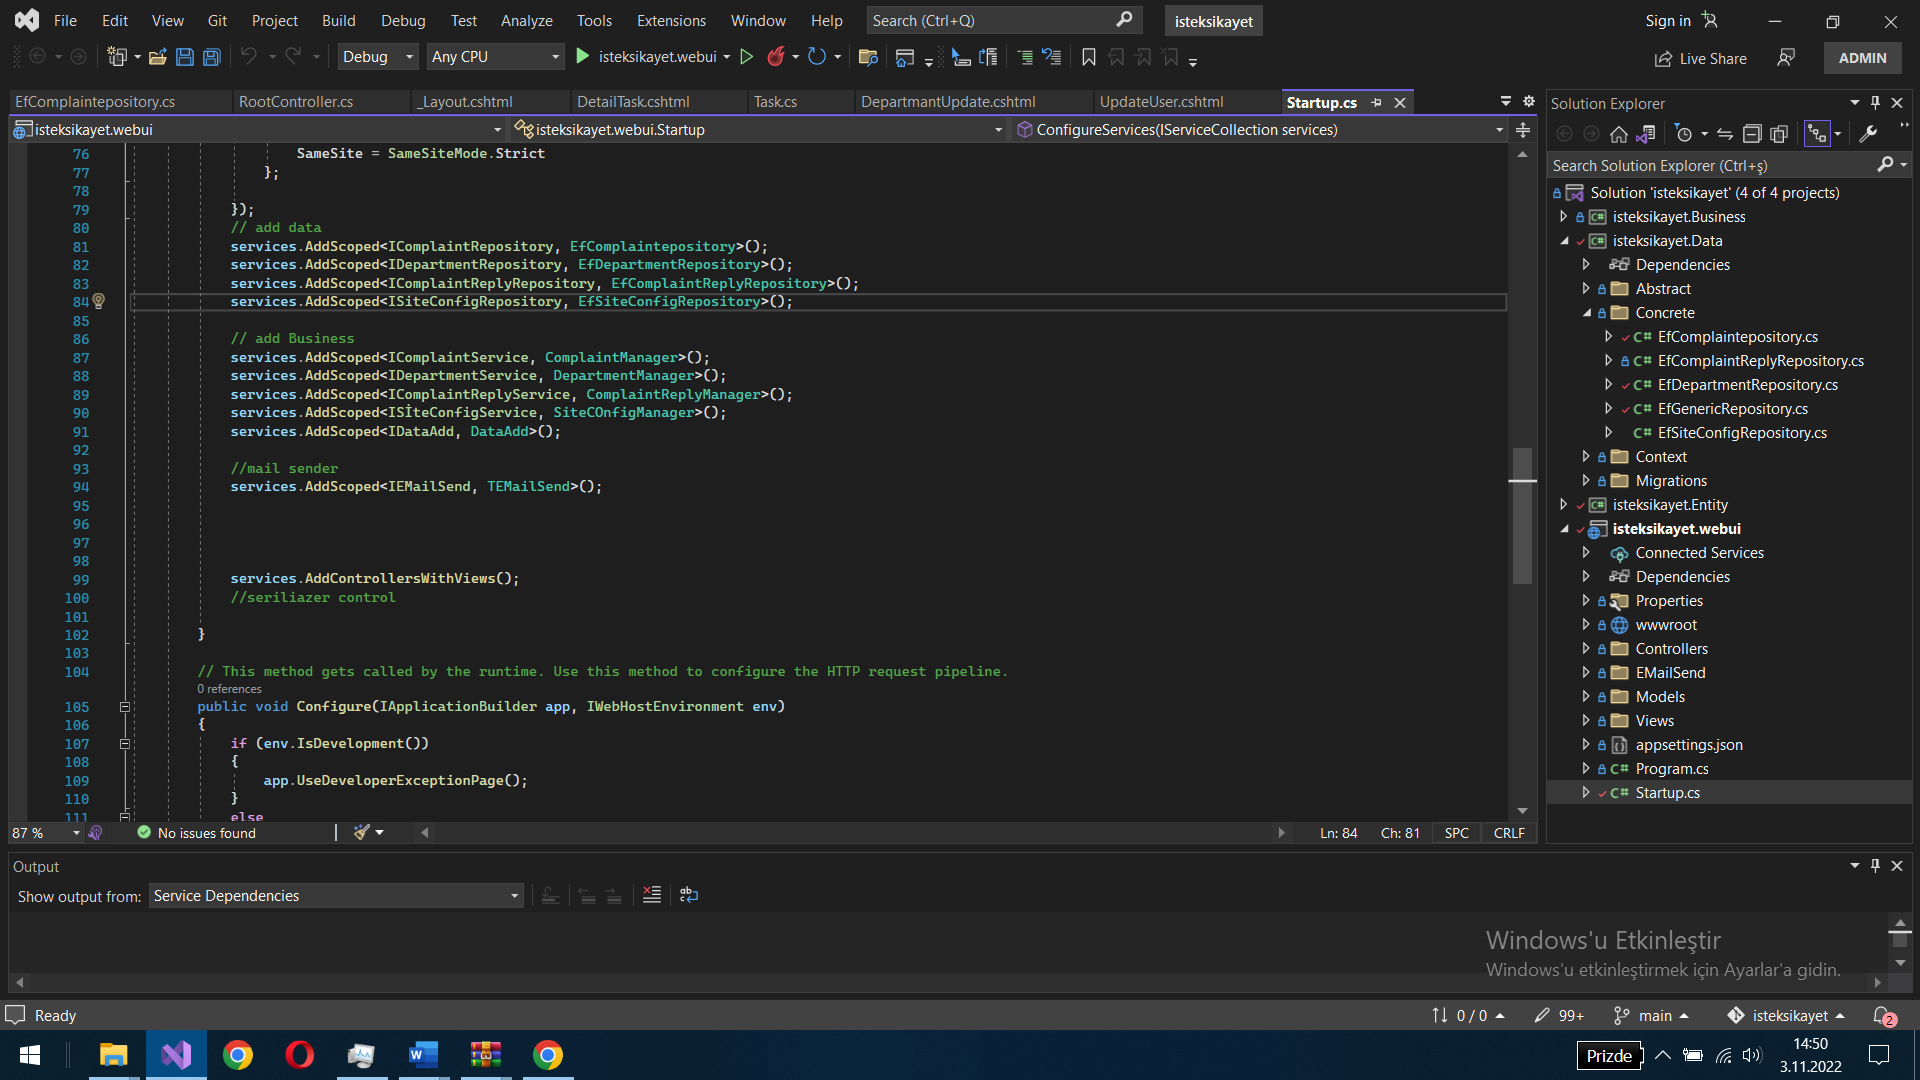 File Edit View Git Project Build Debug Test Analyze Tools Extensions Window Help Search (Ctrl+Q) isteksikayet Sign in
Debug Any CPU isteksikayet.webui Live Share ADMIN
EfComplaintepository.cs RootController.cs _Layout.cshtml DetailTask.cshtml Task.cs DepartmantUpdate.cshtml UpdateUser.cshtml Startup.cs
isteksikayet.webui isteksikayet.webui.Startup ConfigureServices(IServiceCollection services)
76 SameSite = SameSiteMode.Strict
77 };
78
79 });
80 // add data
81 services.AddScoped<IComplaintRepository, EfComplaintepository>();
82 services.AddScoped<IDepartmentRepository, EfDepartmentRepository>();
83 services.AddScoped<IComplaintReplyRepository, EfComplaintReplyRepository>();
84 services.AddScoped<ISiteConfigRepository, EfSiteConfigRepository>();
85
86 // add Business
87 services.AddScoped<IComplaintService, ComplaintManager>();
88 services.AddScoped<IDepartmentService, DepartmentManager>();
89 services.AddScoped<IComplaintReplyService, ComplaintReplyManager>();
90 services.AddScoped<ISİteConfigService, SiteCOnfigManager>();
91 services.AddScoped<IDataAdd, DataAdd>();
92
93 //mail sender
94 services.AddScoped<IEMailSend, TEMailSend>();
95
96
97
98
99 services.AddControllersWithViews();
100 //seriliazer control
101
102 }
103
104 // This method gets called by the runtime. Use this method to configure the HTTP request pipeline.
0 references
105 public void Configure(IApplicationBuilder app, IWebHostEnvironment env)
106 {
107 if (env.IsDevelopment())
108 {
109 app.UseDeveloperExceptionPage();
110 }
111 else
87 % No issues found Ln: 84 Ch: 81 SPC CRLF
Solution Explorer
Search Solution Explorer (Ctrl+ş)
Solution 'isteksikayet' (4 of 4 projects)
isteksikayet.Business
isteksikayet.Data
Dependencies
Abstract
Concrete
EfComplaintepository.cs
EfComplaintReplyRepository.cs
EfDepartmentRepository.cs
EfGenericRepository.cs
EfSiteConfigRepository.cs
Context
Migrations
isteksikayet.Entity
isteksikayet.webui
Connected Services
Dependencies
Properties
wwwroot
Controllers
EMailSend
Models
Views
appsettings.json
Program.cs
Startup.cs
Output
Show output from: Service Dependencies
Windows'u Etkinleştir
Windows'u etkinleştirmek için Ayarlar'a gidin.
Ready 0 / 0 99+ main isteksikayet 2
Prizde 14:50
3.11.2022